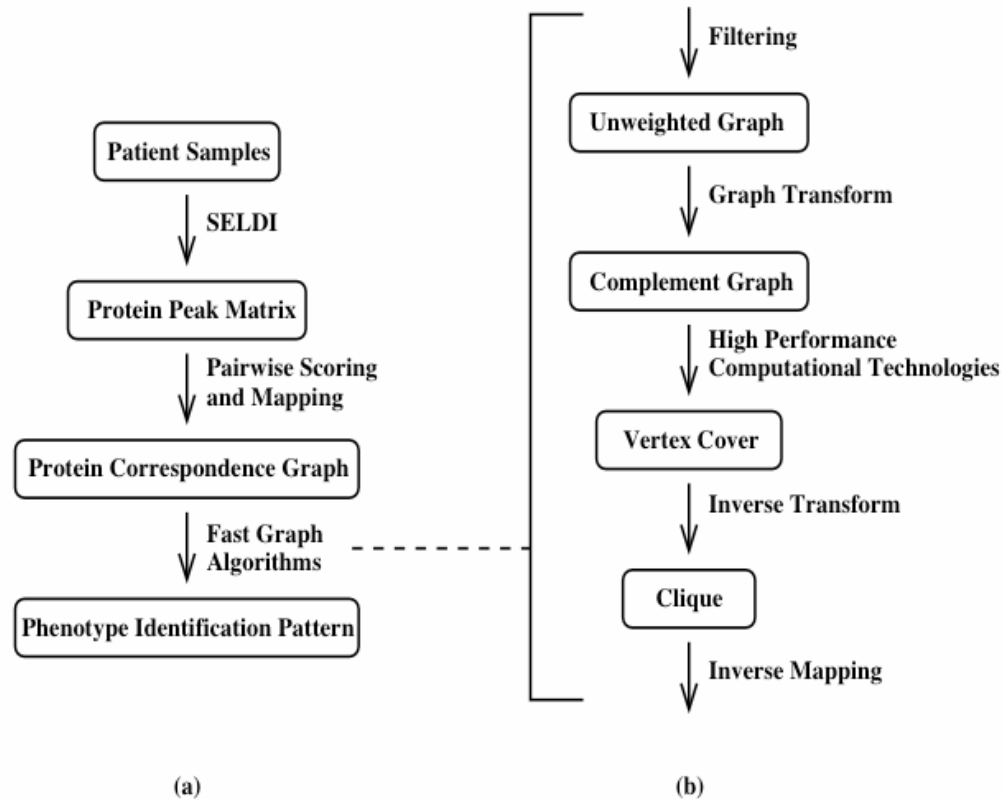 Patient Samples
SELDI
Protein Peak Matrix
Pairwise Scoring
and Mapping
Protein Correspondence Graph
Fast Graph
Algorithms
Phenotype Identification Pattern
(a)
Filtering
Unweighted Graph
Graph Transform
Complement Graph
High Performance
Computational Technologies
Vertex Cover
Inverse Transform
Clique
Inverse Mapping
(b)